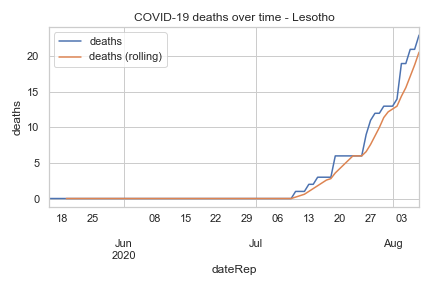 COVID-19 deaths over time - Lesotho
deaths
deaths (rolling)
deaths
20
15
10
5
0
18 25 08 15 22 29 06 13 20 27 03
Jun Jul Aug
2020
dateRep